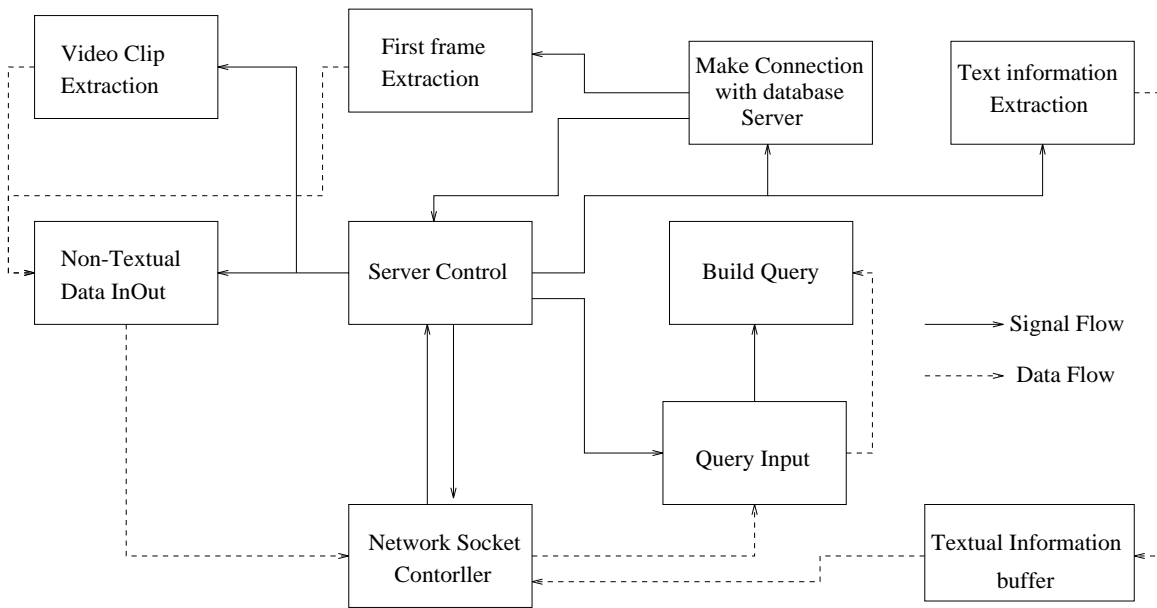 Video Clip
Extraction
First frame
Extraction
Make Connection
with database
Server
Text information
Extraction
Non-Textual
Data InOut
Server Control
Build Query
Signal Flow
Data Flow
Query Input
Network Socket
Contorller
Textual Information
buffer